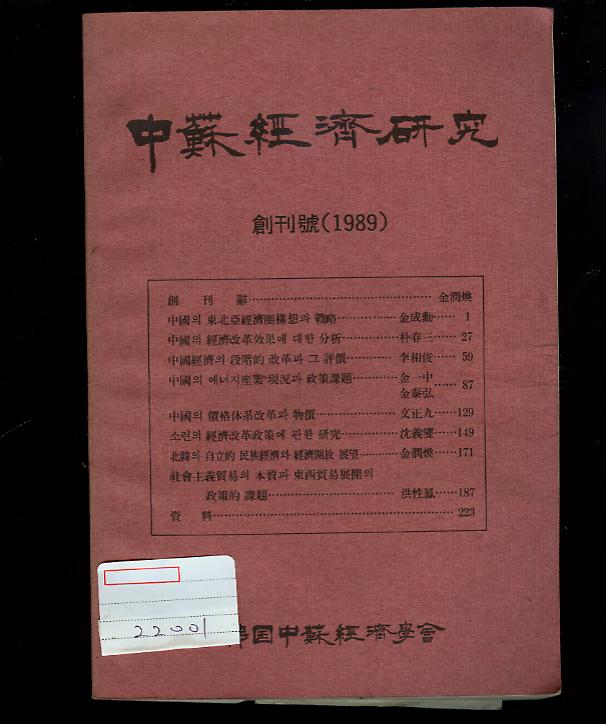 中蘇經濟硏究
創刊號(1989)
創 刊 辭………………………………金潤煥
中國의 東北亞經濟圈構想과 戰略…………金成勳…… 1
中國의 經濟改革效果에 대한 分析…………朴春三…… 27
中國經濟의 段階的 改革과 그 評價…………李相俊…… 59
中國의 에너지産業 現況과 政策課題…………金一中
金泰弘…… 87
中國의 價格体系改革과 物價…………文正九……129
소련의 經濟改革政策에 관한 硏究…………沈義燮……149
北韓의 自立的 民族經濟와 經濟開放 展望…………金潤煥……171
社會主義貿易의 本質과 東西貿易展開의
政策的 課題…………………………洪性鳳……187
資 料…………………………………………223
22001
国中蘇經濟學會